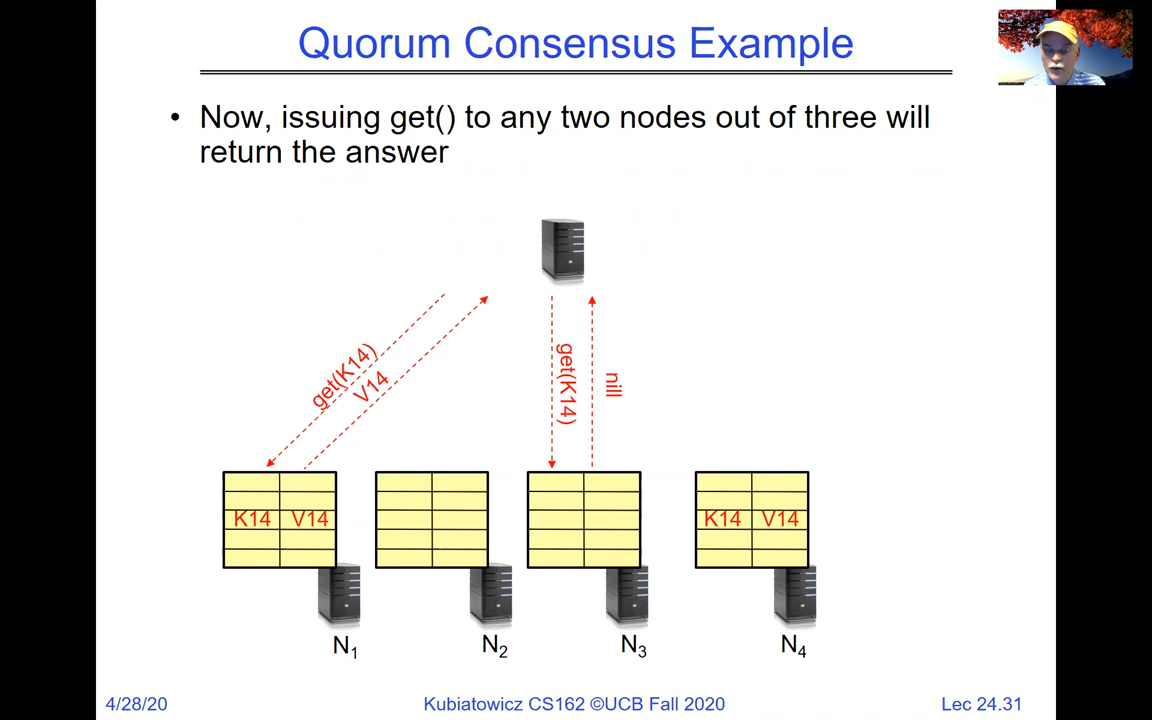 Quorum Consensus Example
• Now, issuing get() to any two nodes out of three will
return the answer
get(K14)
V14
get(K14)
nill
K14 V14
K14 V14
N1
N2
N3
N4
4/28/20
Kubiatowicz CS162 ©UCB Fall 2020
Lec 24.31